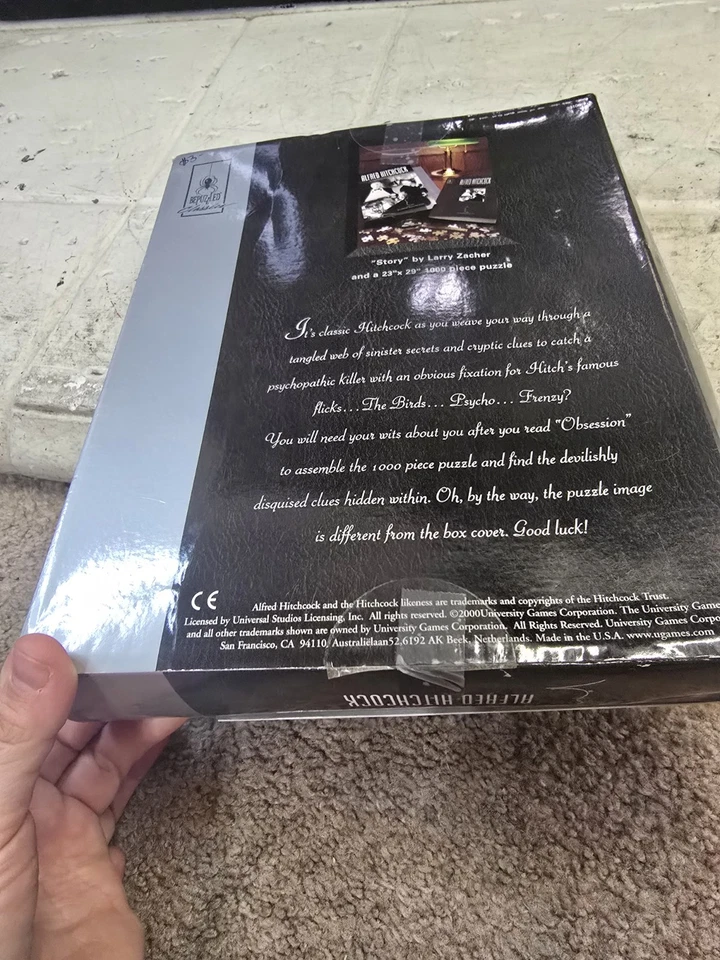 BEPUZZLED
ALFRED HITCHCOCK
ALFRED HITCHCOCK
"Story" by Larry Zacher
and a 23"x 29" 1000 piece puzzle
It's classic Hitchcock as you weave your way through a
tangled web of sinister secrets and cryptic clues to catch a
psychopathic killer with an obvious fixation for Hitch's famous
flicks... The Birds... Psycho... Frenzy?
You will need your wits about you after you read "Obsession"
to assemble the 1000 piece puzzle and find the devilishly
disguised clues hidden within. Oh, by the way, the puzzle image
is different from the box cover. Good luck!
CE
Alfred Hitchcock and the Hitchcock likeness are trademarks and copyrights of the Hitchcock Trust.
Licensed by Universal Studios Licensing, Inc. All rights reserved. ©2000University Games Corporation. The University Game
and all other trademarks shown are owned by University Games Corporation. All Rights Reserved. University Games Corpo
San Francisco, CA 94110, Australiëlaan52,6192 AK Beek, Netherlands. Made in the U.S.A. www.ugames.com
ALFRED HITCHCOCK